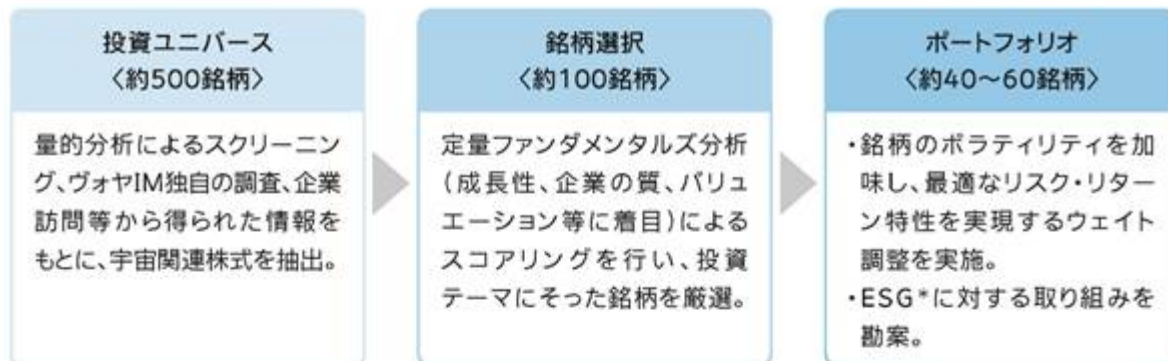 投資ユニバース
〈約500銘柄〉
量的分析によるスクリーニン
グ、ヴォヤIM独自の調査、企業
訪問等から得られた情報を
もとに、宇宙関連株式を抽出。
銘柄選択
〈約100銘柄〉
定量ファンダメンタルズ分析
(成長性、企業の質、バリュ
エーション等に着目)による
スコアリングを行い、投資
テーマにそった銘柄を厳選。
ポートフォリオ
〈約40～60銘柄〉
・銘柄のボラティリティを加
味し、最適なリスク・リター
ン特性を実現するウェイト
調整を実施。
・ESG*に対する取り組みを
勘案。